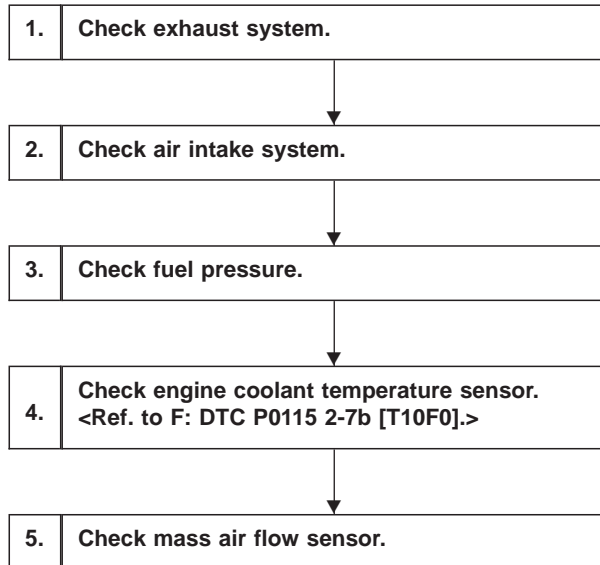 1. Check exhaust system.
2. Check air intake system.
3. Check fuel pressure.
4. Check engine coolant temperature sensor.
<Ref. to F: DTC P0115 2-7b [T10F0].>
5. Check mass air flow sensor.